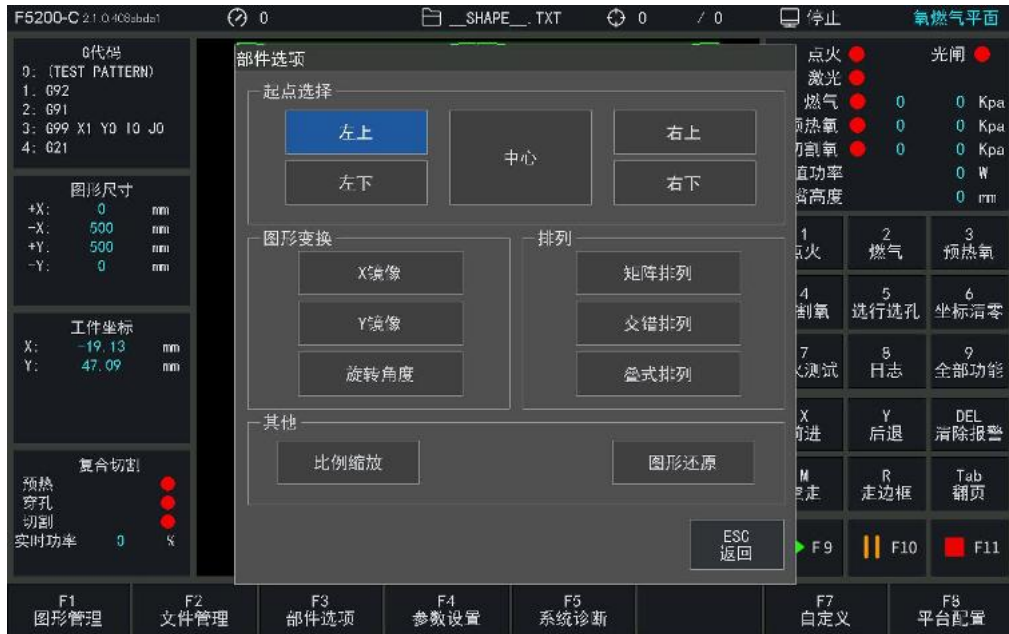 F5200-C 2.1.0.408abda1
0
__SHAPE__.TXT
0 / 0
停止
氧燃气平面
G代码
0: (TEST PATTERN)
1. G92
2: G91
3: G99 X1 Y0 I0 J0
4: G21
图形尺寸
+X: 0 mm
-X: 500 mm
+Y: 500 mm
-Y: 0 mm
工件坐标
X: -19.13 mm
Y: 47.09 mm
复合切割
预热
穿孔
切割
实时功率 0 %
部件选项
起点选择
左上
中心
右上
左下
右下
图形变换
X镜像
Y镜像
旋转角度
排列
矩阵排列
交错排列
叠式排列
其他
比例缩放
图形还原
ESC
返回
点火
光闸
激光
燃气 0 0 Kpa
预热氧 0 0 Kpa
切割氧 0 0 Kpa
值功率 0 W
高度 0 mm
1
点火
2
燃气
3
预热氧
4
割氧
5
选行选孔
6
坐标清零
7
测试
8
日志
9
全部功能
X
前进
Y
后退
DEL
清除报警
M
走
R
走边框
Tab
翻页
F9
F10
F11
F1
图形管理
F2
文件管理
F3
部件选项
F4
参数设置
F5
系统诊断
F7
自定义
F8
平台配置